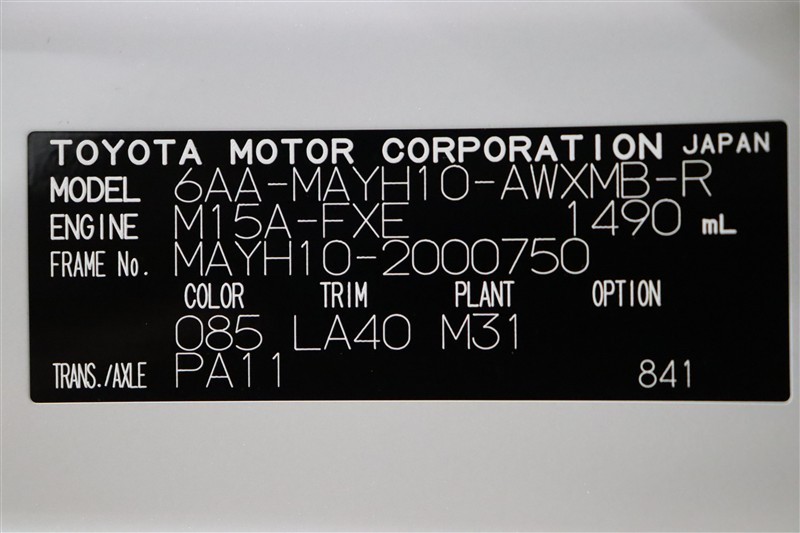 TOYOTA MOTOR CORPORATION JAPAN
MODEL 6AA-MAYH10-AWXMB-R
ENGINE M15A-FXE 1490 mL
FRAME No. MAYH10-2000750
COLOR TRIM PLANT OPTION
085 LA40 M31
TRANS./AXLE PA11 841